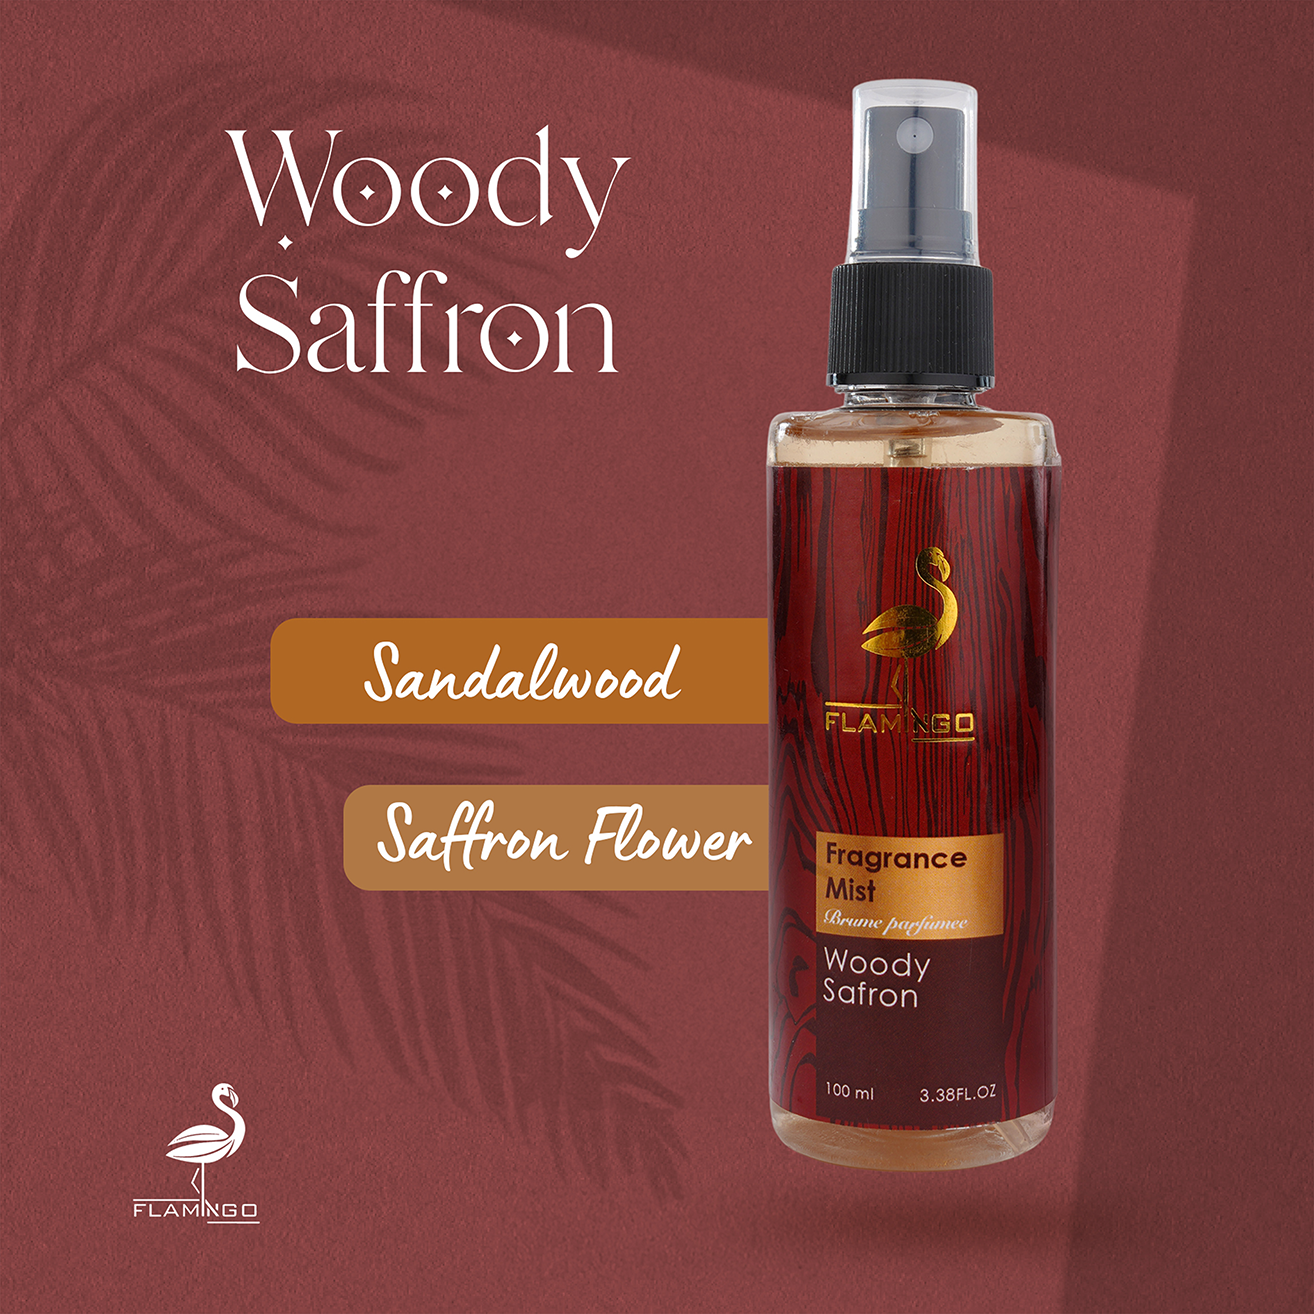 Woody
Saffron
Sandalwood
Saffron Flower
FLAMINGO
Fragrance
Mist
Brume parfumee
Woody
Safron
100 ml 3.38FL.OZ
FLAMINGO